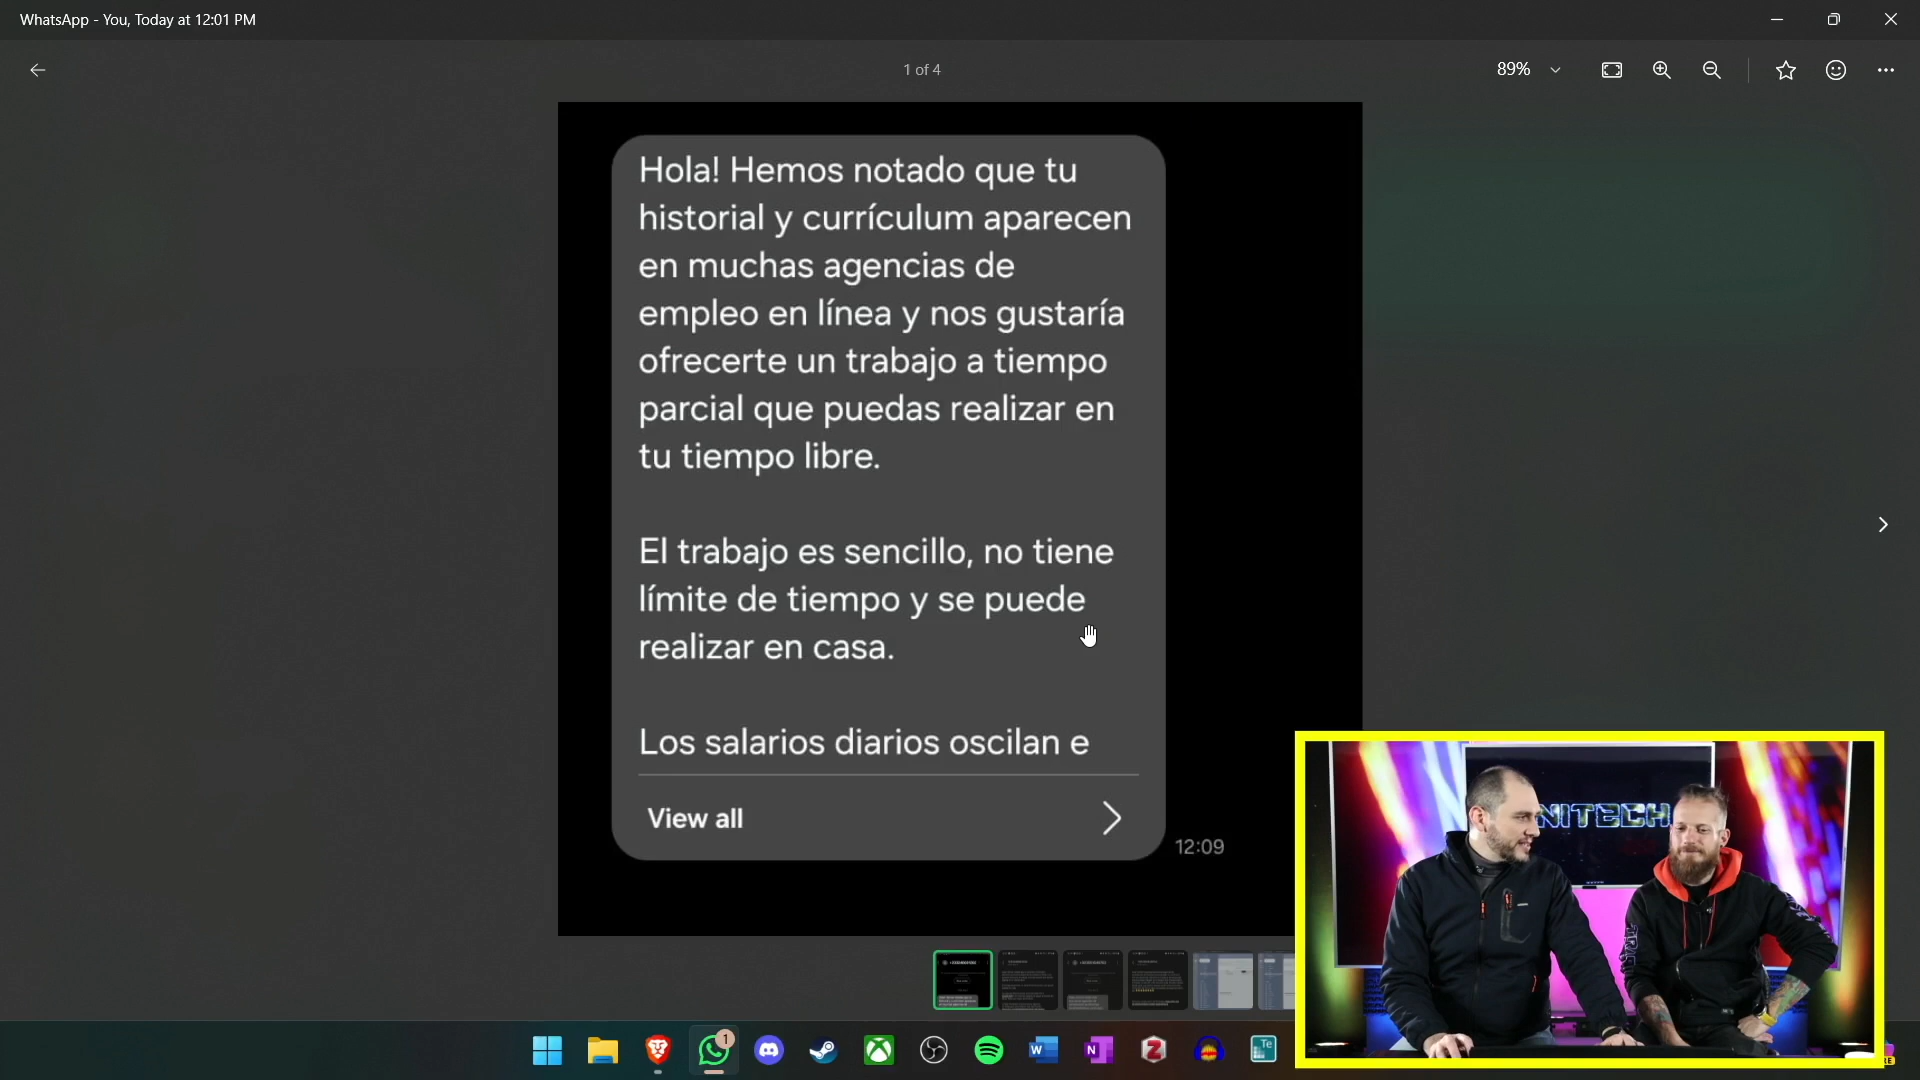 WhatsApp - You, Today at 12:01 PM
1 of 4
89%
Hola! Hemos notado que tu
historial y currículum aparecen
en muchas agencias de
empleo en línea y nos gustaría
ofrecerte un trabajo a tiempo
parcial que puedas realizar en
tu tiempo libre.
El trabajo es sencillo, no tiene
límite de tiempo y se puede
realizar en casa.
Los salarios diarios oscilan e
View all
12:09
NITECH
1
W
N
Z
Te